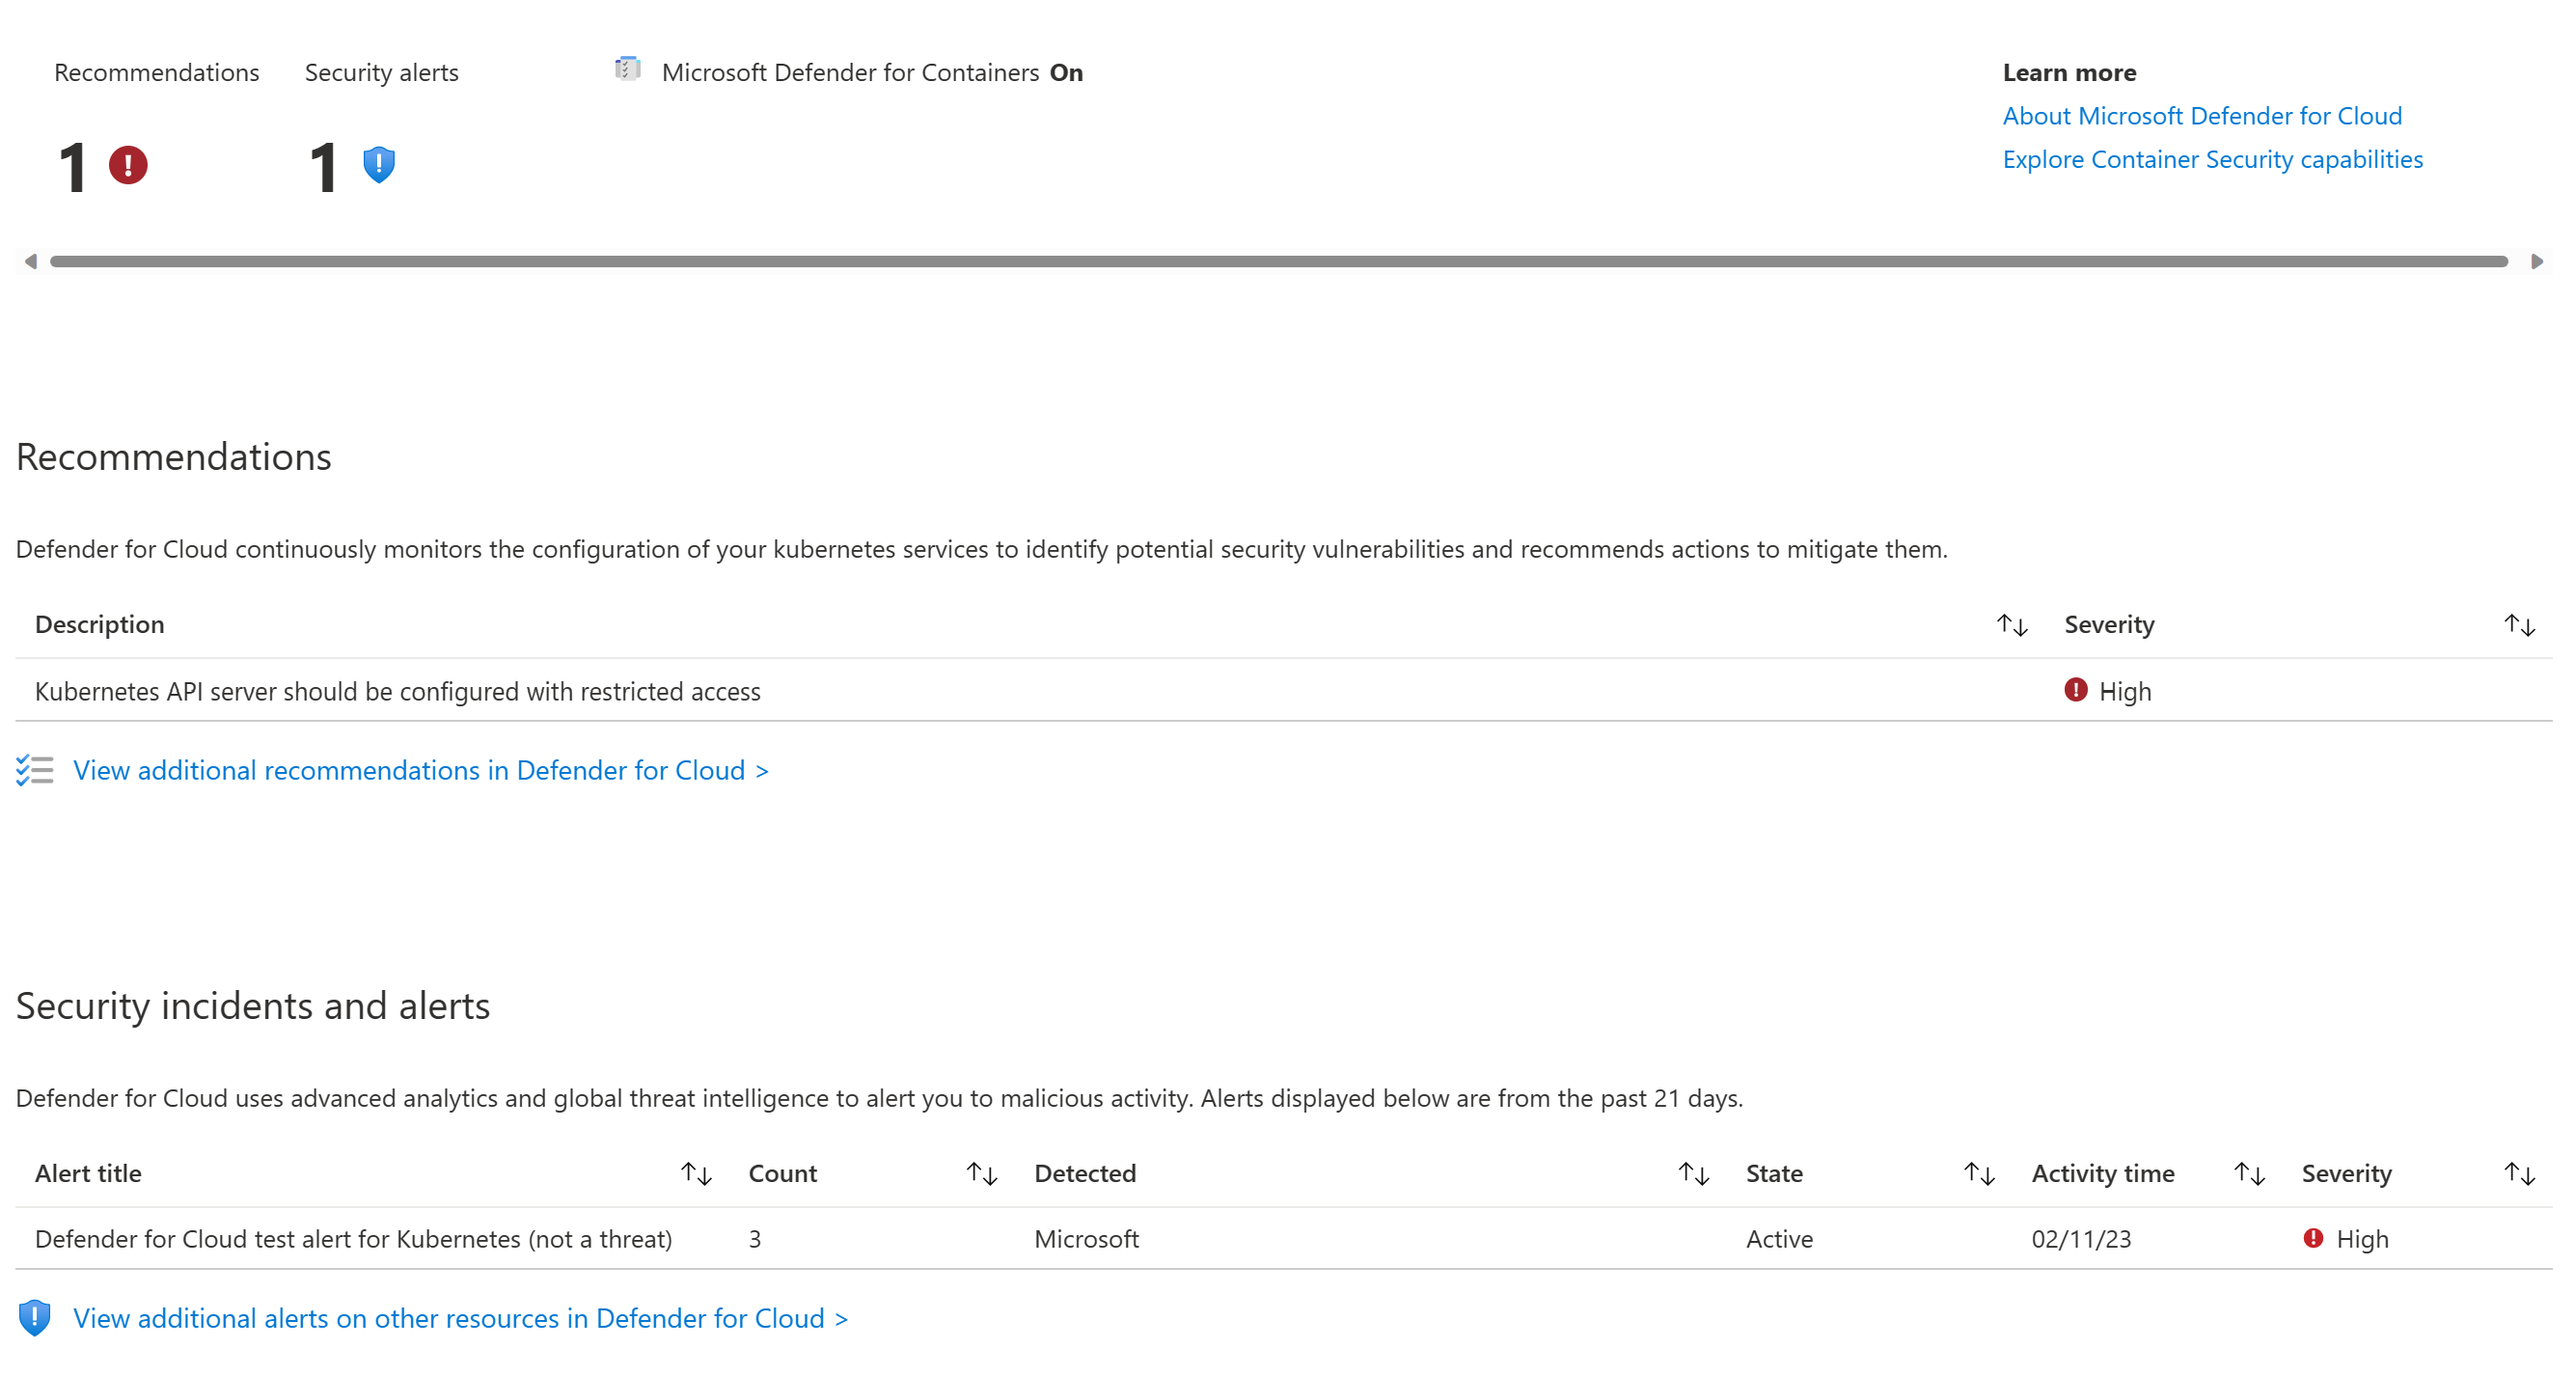 Recommendations Security alerts Microsoft Defender for Containers On Learn more
About Microsoft Defender for Cloud
1 1 Explore Container Security capabilities
Recommendations
Defender for Cloud continuously monitors the configuration of your kubernetes services to identify potential security vulnerabilities and recommends actions to mitigate them.
Description Severity
Kubernetes API server should be configured with restricted access High
View additional recommendations in Defender for Cloud >
Security incidents and alerts
Defender for Cloud uses advanced analytics and global threat intelligence to alert you to malicious activity. Alerts displayed below are from the past 21 days.
Alert title Count Detected State Activity time Severity
Defender for Cloud test alert for Kubernetes (not a threat) 3 Microsoft Active 02/11/23 High
View additional alerts on other resources in Defender for Cloud >